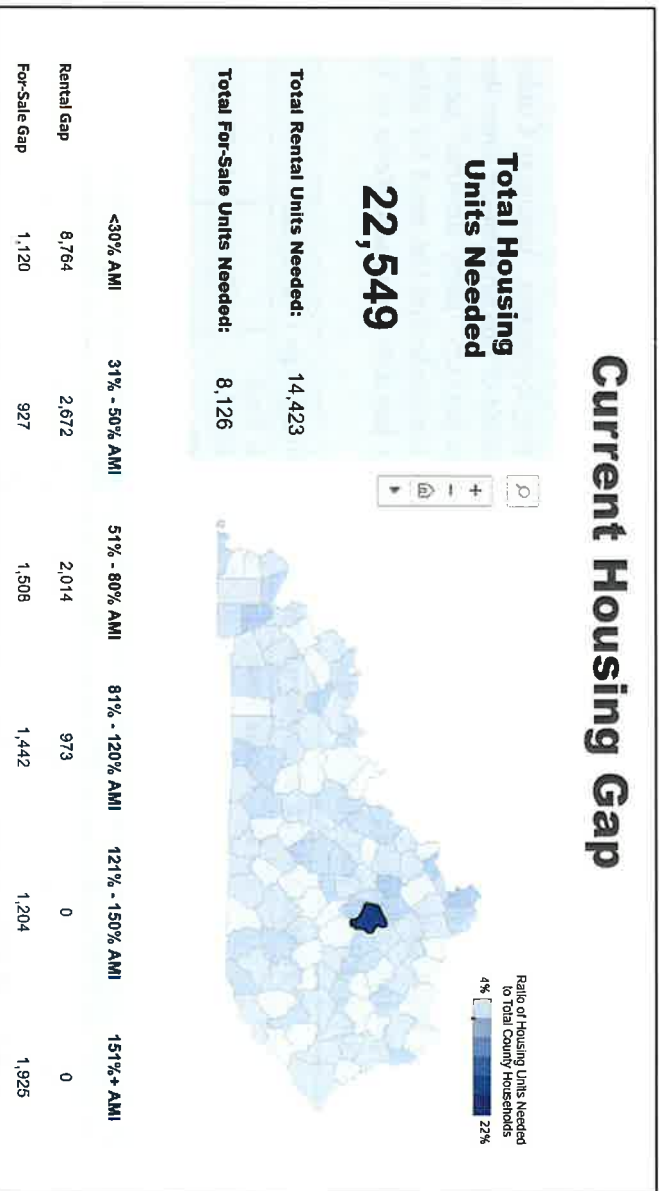 Current Housing Gap
Total Housing
Units Needed
22,549
Total Rental Units Needed: 14,423
Total For-Sale Units Needed: 8,126
Ratio of Housing Units Needed
to Total County Households
4% 22%
<30% AMI 31% - 50% AMI 51% - 80% AMI 81% - 120% AMI 121% - 150% AMI 151%+ AMI
Rental Gap 8,764 2,672 2,014 973 0 0
For-Sale Gap 1,120 927 1,508 1,442 1,204 1,925